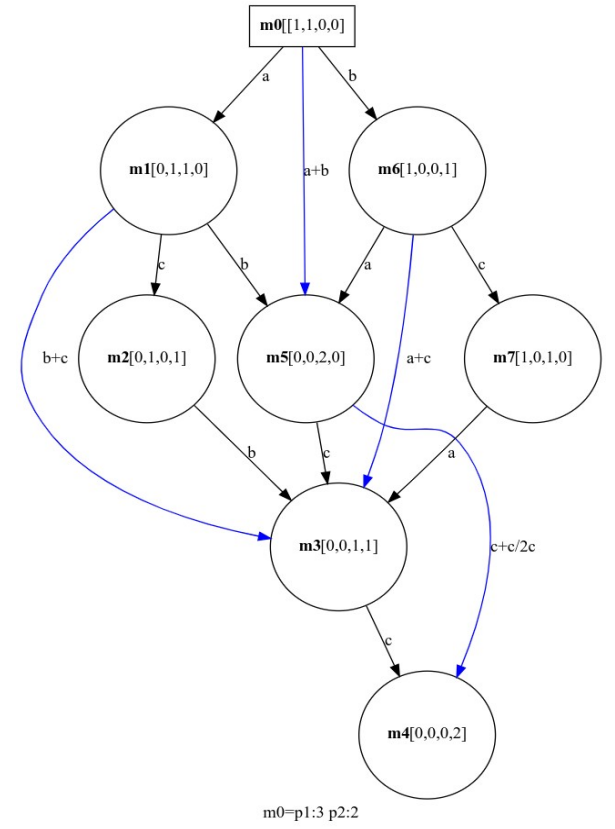 m0[[1,1,0,0]
a
b
a+b
m1[0,1,1,0]
m6[1,0,0,1]
c
b
a
c
b+c
m2[0,1,0,1]
m5[0,0,2,0]
a+c
m7[1,0,1,0]
b
c
a
m3[0,0,1,1]
c+c/2c
c
m4[0,0,0,2]
m0=p1:3 p2:2